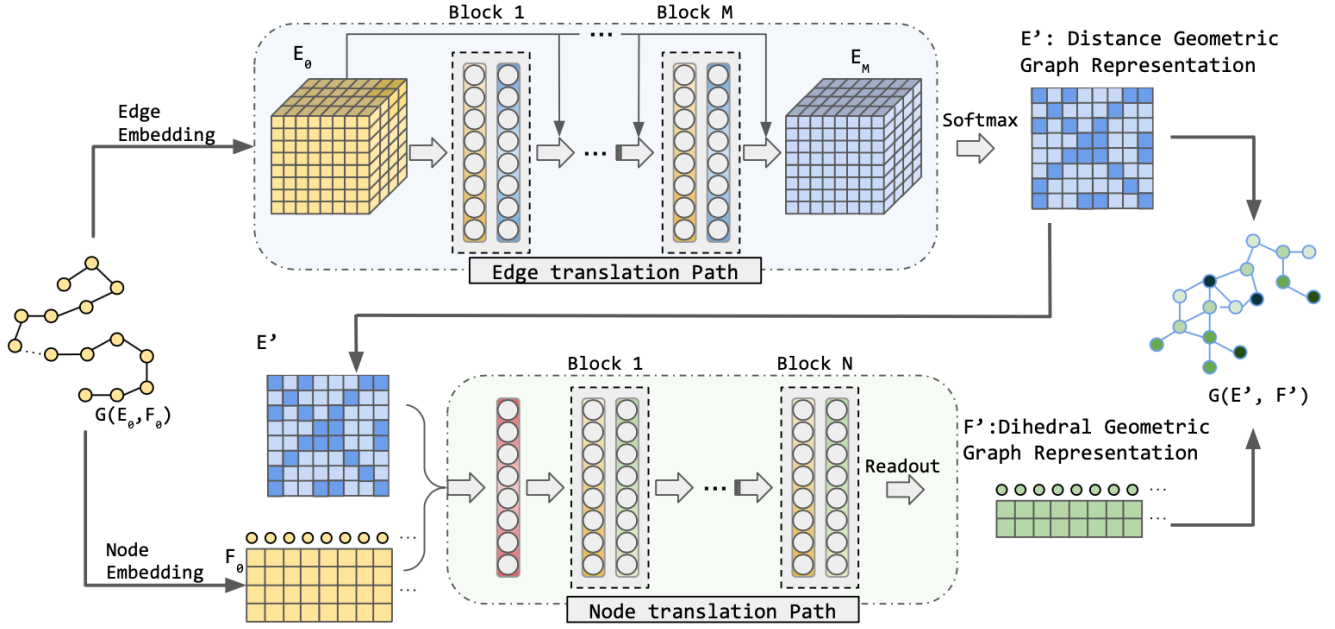 Block 1
Block M
...
E₀
E_M
E’: Distance Geometric
Graph Representation
Edge
Embedding
Softmax
...
Edge translation Path
G(E₀,F₀)
E’
Block 1
Block N
G(E’, F’)
F’:Dihedral Geometric
Graph Representation
Readout
...
...
Node
Embedding
F₀
...
...
...
Node translation Path